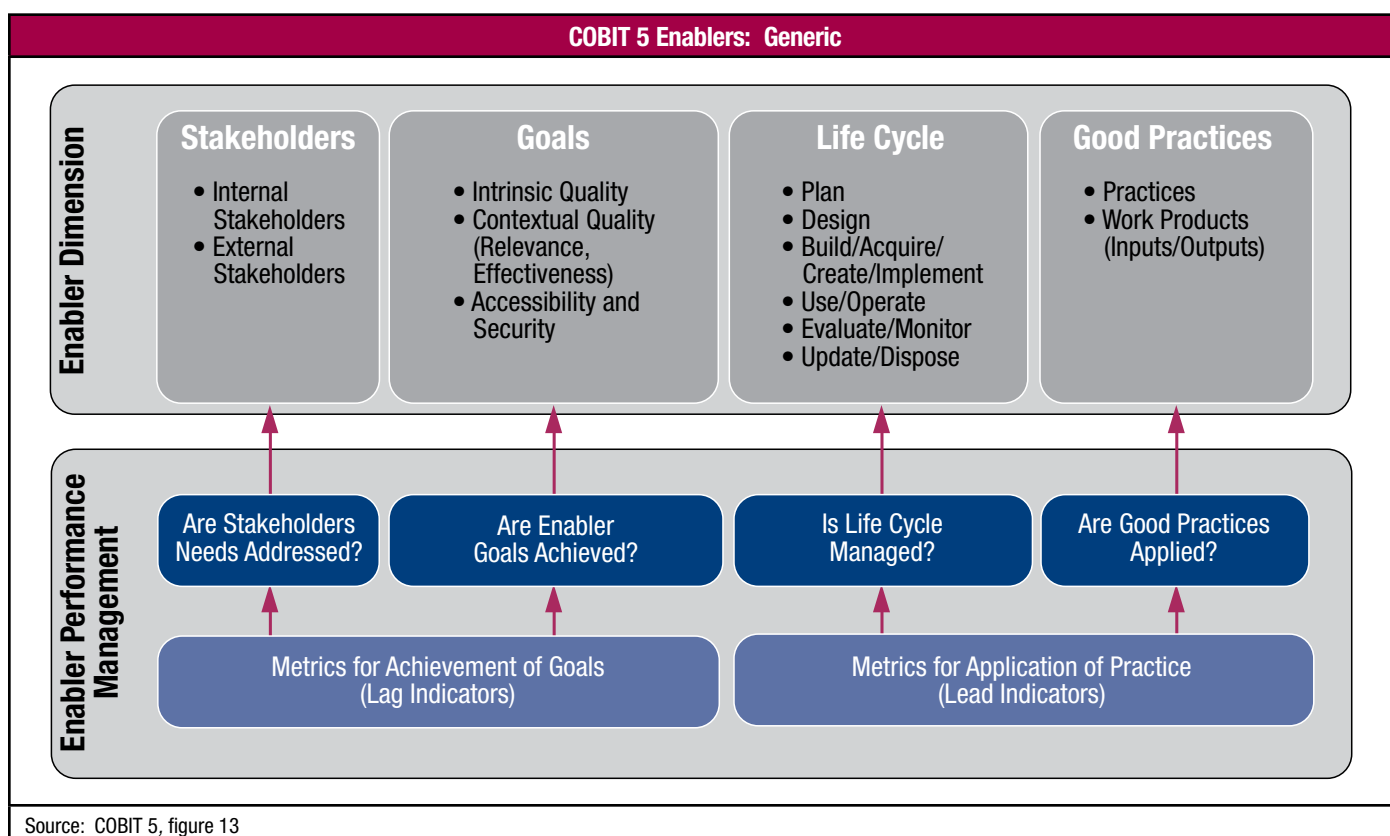 COBIT 5 Enablers: Generic
Enabler Dimension
Stakeholders
• Internal
Stakeholders
• External
Stakeholders
Goals
• Intrinsic Quality
• Contextual Quality
(Relevance,
Effectiveness)
• Accessibility and
Security
Life Cycle
• Plan
• Design
• Build/Acquire/
Create/Implement
• Use/Operate
• Evaluate/Monitor
• Update/Dispose
Good Practices
• Practices
• Work Products
(Inputs/Outputs)
Enabler Performance
Management
Are Stakeholders
Needs Addressed?
Are Enabler
Goals Achieved?
Is Life Cycle
Managed?
Are Good Practices
Applied?
Metrics for Achievement of Goals
(Lag Indicators)
Metrics for Application of Practice
(Lead Indicators)
Source: COBIT 5, figure 13